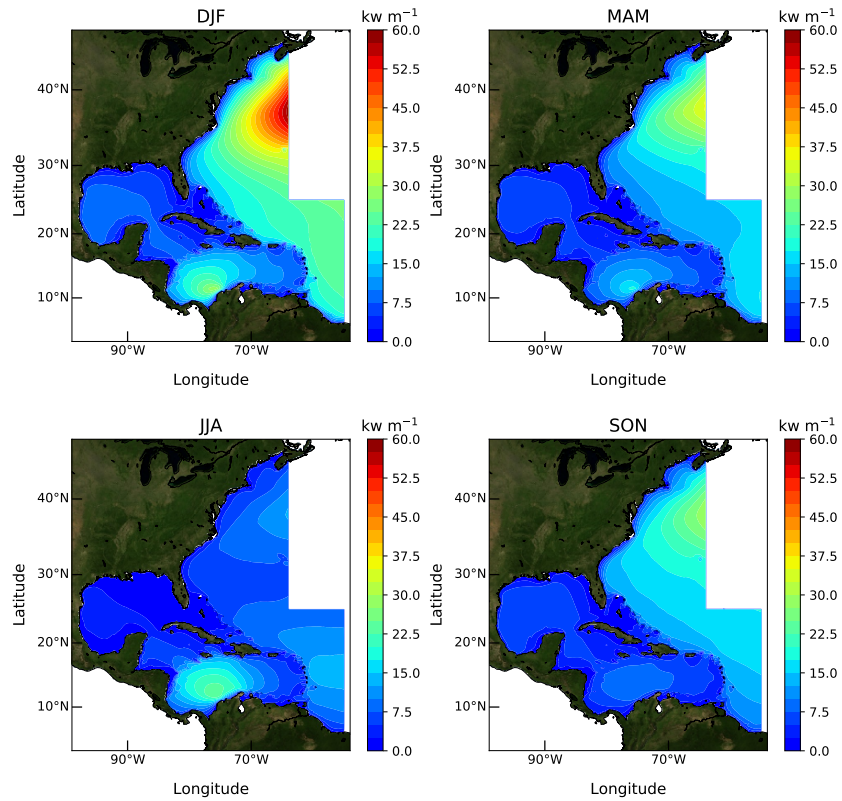 DJF
kw m⁻¹
60.0
52.5
45.0
37.5
30.0
22.5
15.0
7.5
0.0
40°N
30°N
20°N
10°N
Latitude
90°W 70°W
Longitude
MAM
kw m⁻¹
60.0
52.5
45.0
37.5
30.0
22.5
15.0
7.5
0.0
40°N
30°N
20°N
10°N
Latitude
90°W 70°W
Longitude
JJA
kw m⁻¹
60.0
52.5
45.0
37.5
30.0
22.5
15.0
7.5
0.0
40°N
30°N
20°N
10°N
Latitude
90°W 70°W
Longitude
SON
kw m⁻¹
60.0
52.5
45.0
37.5
30.0
22.5
15.0
7.5
0.0
40°N
30°N
20°N
10°N
Latitude
90°W 70°W
Longitude